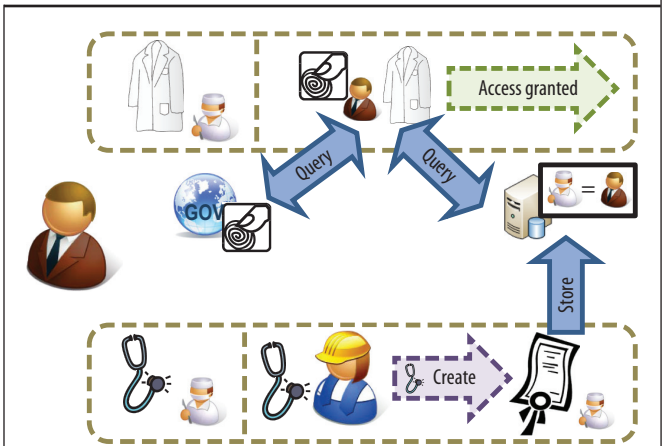 Access granted
Query
Query
GOV
=
Store
Create